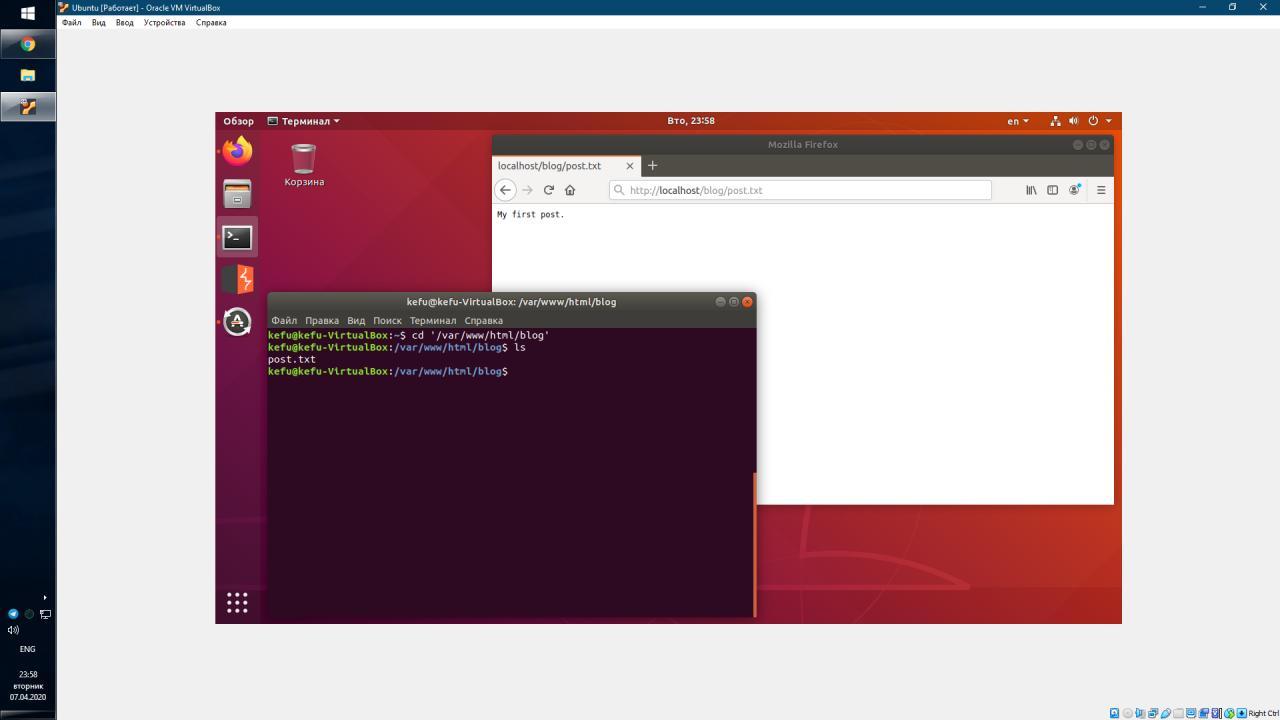 Ubuntu [Работает] - Oracle VM VirtualBox
Файл Вид Ввод Устройства Справка
Обзор Терминал Вто, 23:58 en
Корзина
Mozilla Firefox
localhost/blog/post.txt
http://localhost/blog/post.txt
My first post.
kefu@kefu-VirtualBox: /var/www/html/blog
Файл Правка Вид Поиск Терминал Справка
kefu@kefu-VirtualBox:~$ cd '/var/www/html/blog'
kefu@kefu-VirtualBox:/var/www/html/blog$ ls
post.txt
kefu@kefu-VirtualBox:/var/www/html/blog$
ENG
23:58
вторник
07.04.2020
Right Ctrl